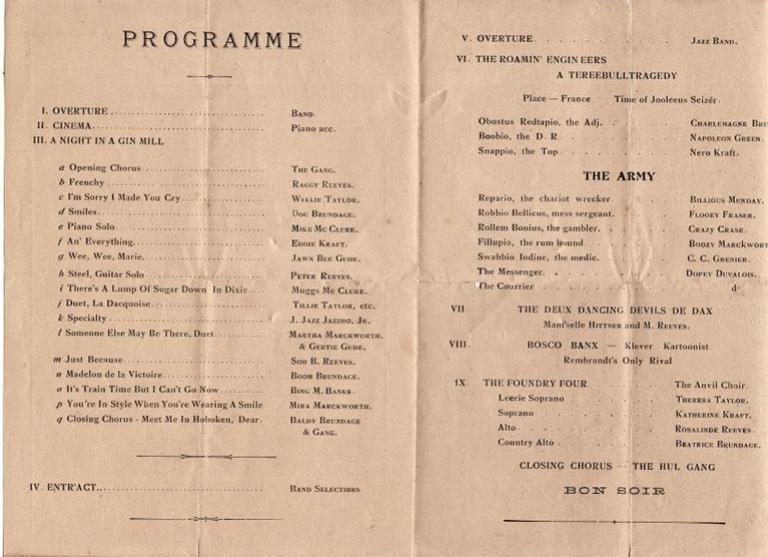 PROGRAMME
I. OVERTURE BAND.
II. CINEMA Piano acc.
III. A NIGHT IN A GIN MILL
a Opening Chorus THE GANG.
b Frenchy RAGGY REEVES.
c I'm Sorry I Made You Cry WILLIE TAYLOR.
d Smiles DOC BRUNDAGE.
e Piano Solo MIKE MC CLURE.
f An' Everything EDDIE KRAFT.
g Wee, Wee, Marie. JAWN BEE GUDE.
h Steel, Guitar Solo PETER REEVES.
i There's A Lump Of Sugar Down In Dixie MUGGS MC CLURE.
j Duet, La Dacquoise TILLIE TAYLOR, etc.
k Specialty J. JAZZ JAZZBO, JR.
l Someone Else May Be There, Duet MARTHA MARCKWORTH.
& GERTIE GUDE.
m Just Because SOB B. REEVES.
n Madelon de la Victoire BOOB BRUNDAGE.
o It's Train Time But I Can't Go Now BING M. BANKS.
p You're In Style When You're Wearing A Smile MIRA MARCKWORTH.
q Closing Chorus - Meet Me In Hoboken, Dear. BALDY BRUNDAGE
& GANG.
IV. ENTR'ACT BAND SELECTIONS
V. OVERTURE JAZZ BAND.
VI. THE ROAMIN' ENGINEERS
A TEREEBULLTRAGEDY
Place — France Time of Jooleeus Seizér.
Obustus Redtapio, the Adj. CHARLEMAGNE BRU
Boobio, the D. R NAPOLEON GREEN.
Snappio, the Top NERO KRAFT.
THE ARMY
Repario, the chariot wrecker BILLIOUS MUNDAY.
Robbio Bellicus, mess sergeant. FLOOEY FRASER.
Rollem Bonius, the gambler. CRAZY CRASE.
Fillupio, the rum hound BOOZY MARCKWORT
Swabbio Iodine, the medic. C. C. GRENIER.
The Messenger. DOPEY DUVALOIS.
The Courrier d°
VII THE DEUX DANCING DEVILS DE DAX
Mam'selle HITTNER and M. REEVES.
VIII. BOSCO BANX — Klever Kartoonist
Rembrandt's Only Rival
IX. THE FOUNDRY FOUR The Anvil Choir.
Leerie Soprano THERESA TAYLOR.
Soprano KATHERINE KRAFT.
Alto ROSALINDE REEVES.
Country Alto BEATRICE BRUNDAGE.
CLOSING CHORUS — THE HUL GANG
BON SOIR